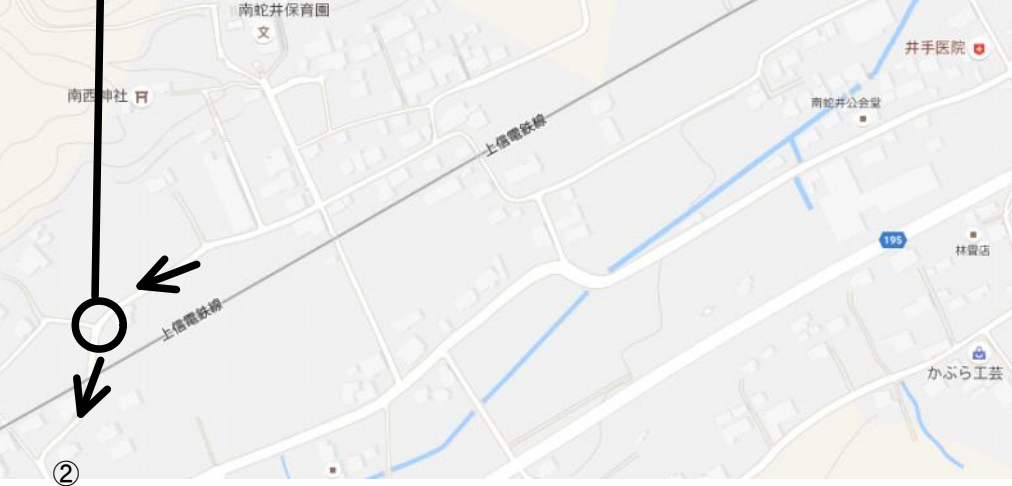 南蛇井保育園
文
井手医院
南西神社
南蛇井公会堂
上信電鉄線
195
林畳店
上信電鉄線
かぶら工芸
②